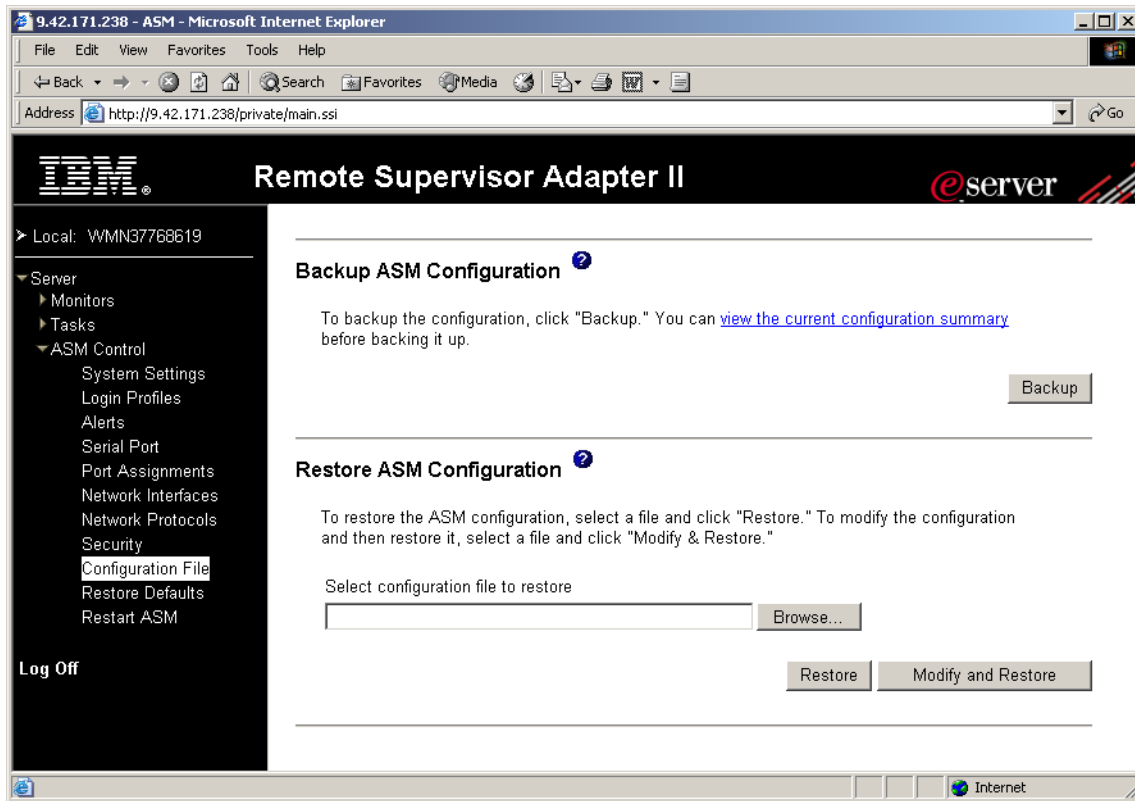 9.42.171.238 - ASM - Microsoft Internet Explorer
File Edit View Favorites Tools Help
Back Search Favorites Media
Address http://9.42.171.238/private/main.ssi Go
IBM® Remote Supervisor Adapter II eserver
Local: WMN37768619
Server
Monitors
Tasks
ASM Control
System Settings
Login Profiles
Alerts
Serial Port
Port Assignments
Network Interfaces
Network Protocols
Security
Configuration File
Restore Defaults
Restart ASM
Log Off
Backup ASM Configuration ?
To backup the configuration, click "Backup." You can view the current configuration summary
before backing it up.
Backup
Restore ASM Configuration ?
To restore the ASM configuration, select a file and click "Restore." To modify the configuration
and then restore it, select a file and click "Modify & Restore."
Select configuration file to restore
Browse...
Restore Modify and Restore
Internet